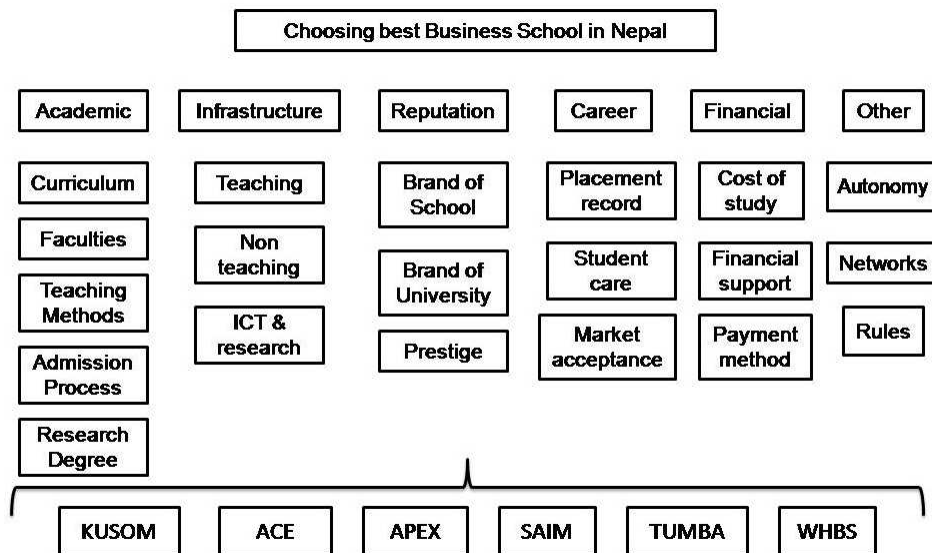 Choosing best Business School in Nepal
Academic
Infrastructure
Reputation
Career
Financial
Other
Curriculum
Faculties
Teaching
Methods
Admission
Process
Research
Degree
Teaching
Non
teaching
ICT &
research
Brand of
School
Brand of
University
Prestige
Placement
record
Student
care
Market
acceptance
Cost of
study
Financial
support
Payment
method
Autonomy
Networks
Rules
KUSOM
ACE
APEX
SAIM
TUMBA
WHBS